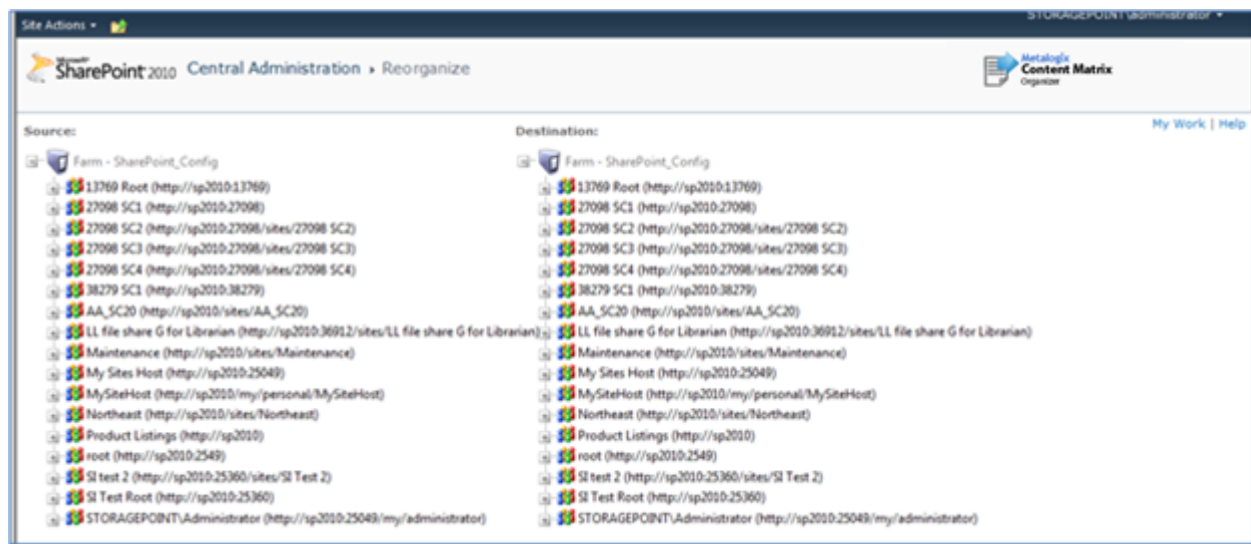 Site Actions
STORAGEPOINT\administrator
Microsoft
SharePoint 2010 Central Administration Reorganize
Metalogix
Content Matrix
Organizer
My Work | Help
Source:
Farm - SharePoint_Config
13769 Root (http://sp2010:13769)
27098 SC1 (http://sp2010:27098)
27098 SC2 (http://sp2010:27098/sites/27098 SC2)
27098 SC3 (http://sp2010:27098/sites/27098 SC3)
27098 SC4 (http://sp2010:27098/sites/27098 SC4)
38279 SC1 (http://sp2010:38279)
AA_SC20 (http://sp2010/sites/AA_SC20)
LL file share G for Librarian (http://sp2010:36912/sites/LL file share G for Librarian)
Maintenance (http://sp2010/sites/Maintenance)
My Sites Host (http://sp2010:25049)
MySiteHost (http://sp2010/my/personal/MySiteHost)
Northeast (http://sp2010/sites/Northeast)
Product Listings (http://sp2010)
root (http://sp2010:2549)
SI test 2 (http://sp2010:25360/sites/SI Test 2)
SI Test Root (http://sp2010:25360)
STORAGEPOINT\Administrator (http://sp2010:25049/my/administrator)
Destination:
Farm - SharePoint_Config
13769 Root (http://sp2010:13769)
27098 SC1 (http://sp2010:27098)
27098 SC2 (http://sp2010:27098/sites/27098 SC2)
27098 SC3 (http://sp2010:27098/sites/27098 SC3)
27098 SC4 (http://sp2010:27098/sites/27098 SC4)
38279 SC1 (http://sp2010:38279)
AA_SC20 (http://sp2010/sites/AA_SC20)
LL file share G for Librarian (http://sp2010:36912/sites/LL file share G for Librarian)
Maintenance (http://sp2010/sites/Maintenance)
My Sites Host (http://sp2010:25049)
MySiteHost (http://sp2010/my/personal/MySiteHost)
Northeast (http://sp2010/sites/Northeast)
Product Listings (http://sp2010)
root (http://sp2010:2549)
SI test 2 (http://sp2010:25360/sites/SI Test 2)
SI Test Root (http://sp2010:25360)
STORAGEPOINT\Administrator (http://sp2010:25049/my/administrator)